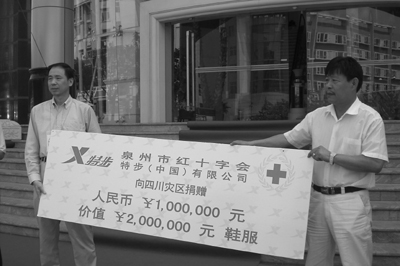 特步
泉州市红十字会
特步（中国）有限公司
向四川灾区捐赠
人民币 ¥1,000,000 元
价值 ¥2,000,000 元 鞋服